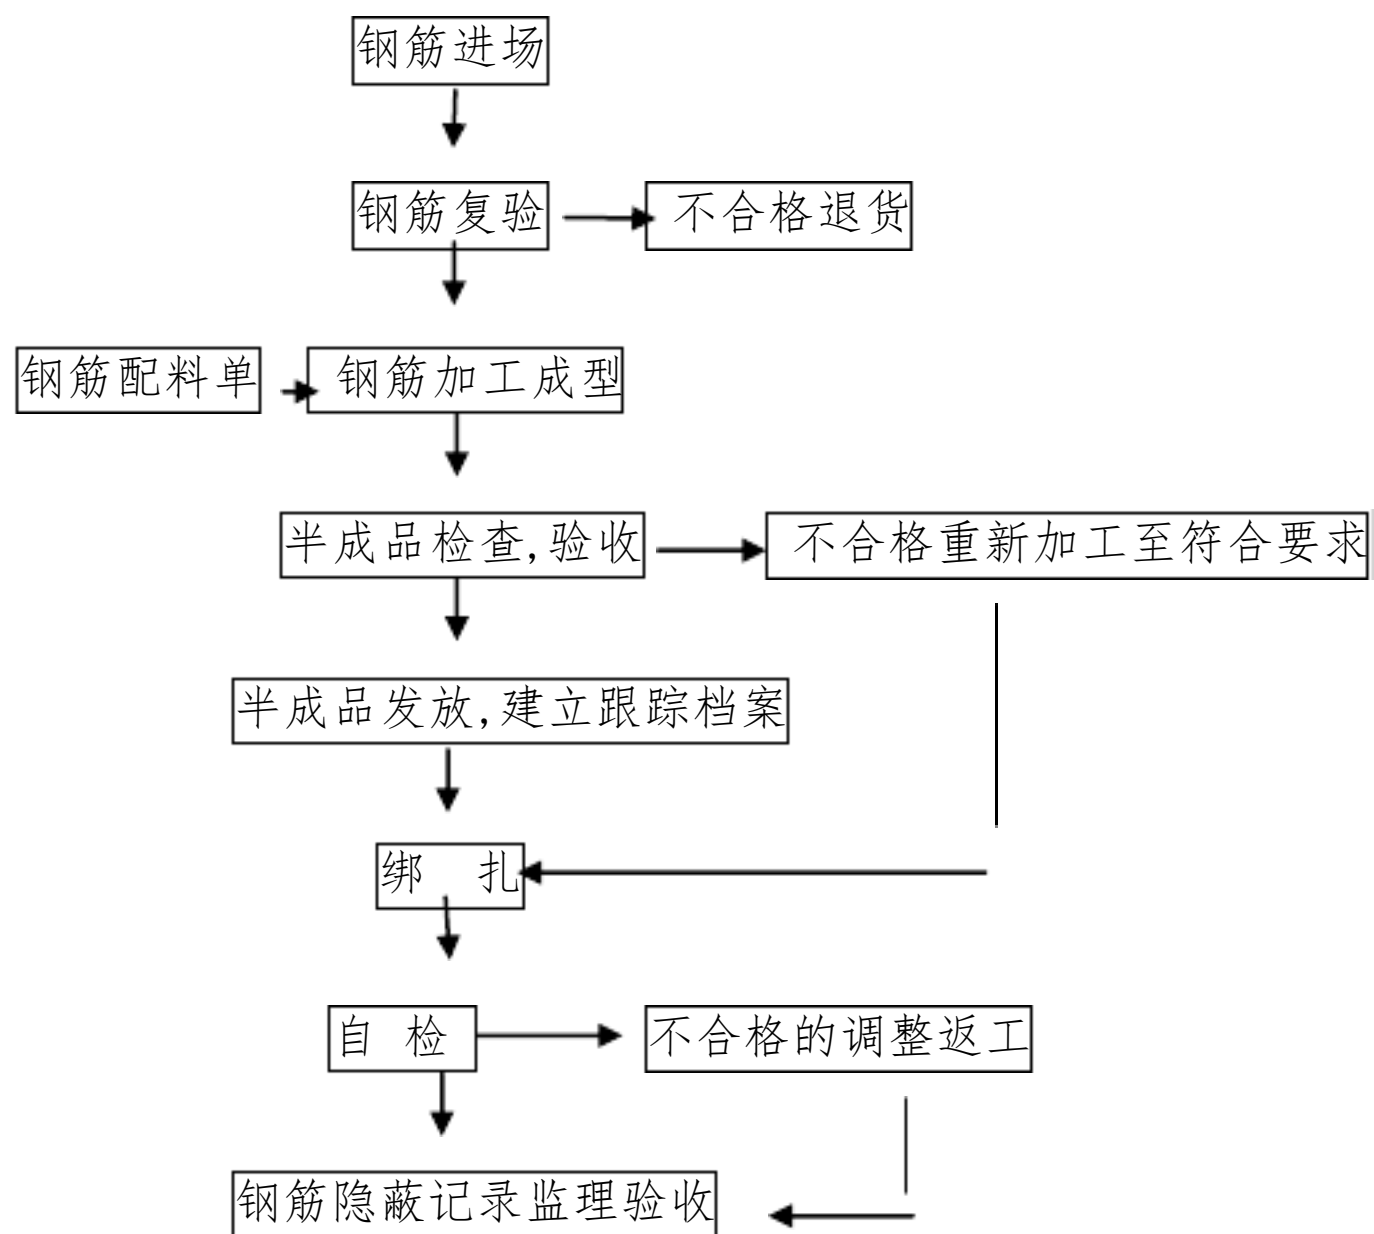 钢筋进场
钢筋复验
不合格退货
钢筋配料单
钢筋加工成型
半成品检查,验收
不合格重新加工至符合要求
半成品发放,建立跟踪档案
绑 扎
自 检
不合格的调整返工
钢筋隐蔽记录监理验收